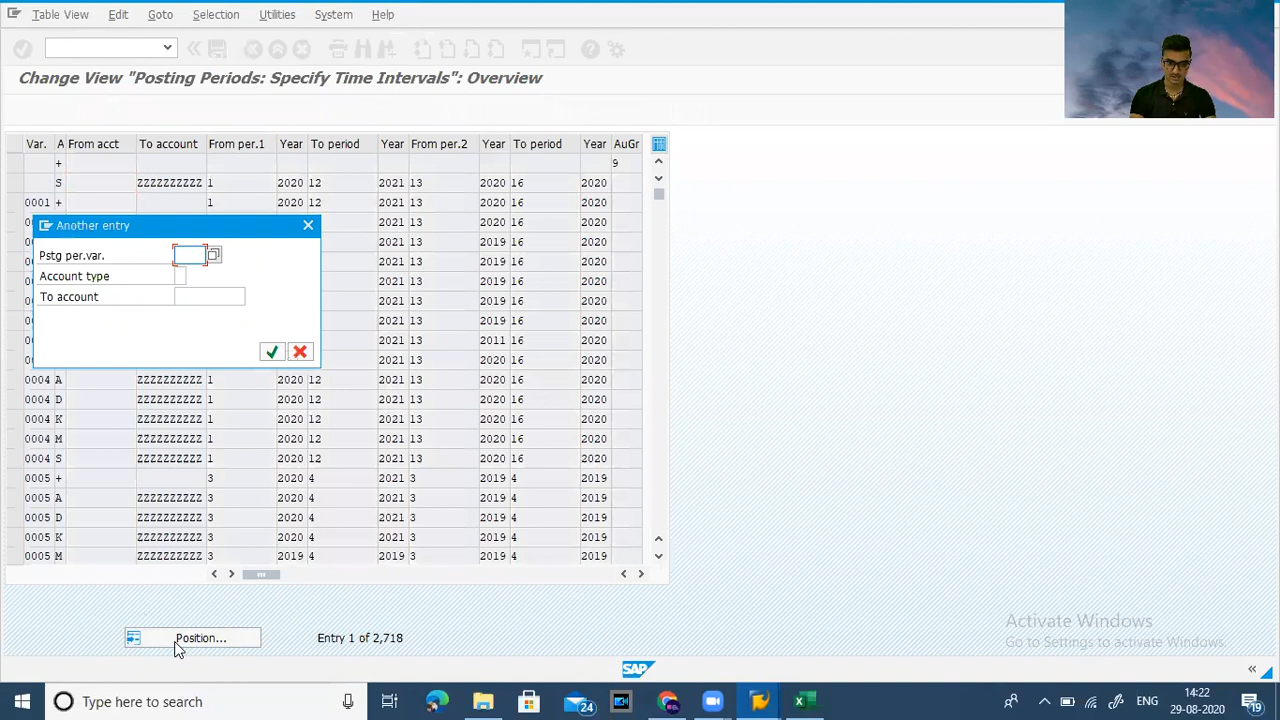 Table View Edit Goto Selection Utilities System Help
Change View "Posting Periods: Specify Time Intervals": Overview
Var. A From acct To account From per.1 Year To period Year From per.2 Year To period Year AuGr
+ 9
S ZZZZZZZZZZ 1 2020 12 2021 13 2020 16 2020
0001 + 1 2020 12 2021 13 2020 16 2020
2021 13 2020 16 2020
Another entry
2021 13 2019 16 2020
Pstg per.var. 2021 13 2019 16 2020
Account type 2021 13 2020 16 2020
To account 2021 13 2020 16 2020
2021 13 2019 16 2020
2021 13 2011 16 2020
2021 13 2020 16 2020
0004 A ZZZZZZZZZZ 1 2020 12 2021 13 2020 16 2020
0004 D ZZZZZZZZZZ 1 2020 12 2021 13 2020 16 2020
0004 K ZZZZZZZZZZ 1 2020 12 2021 13 2020 16 2020
0004 M ZZZZZZZZZZ 1 2020 12 2021 13 2020 16 2020
0004 S ZZZZZZZZZZ 1 2020 12 2021 13 2020 16 2020
0005 + 3 2020 4 2021 3 2019 4 2019
0005 A ZZZZZZZZZZ 3 2020 4 2021 3 2019 4 2019
0005 D ZZZZZZZZZZ 3 2020 4 2021 3 2019 4 2019
0005 K ZZZZZZZZZZ 3 2020 4 2021 3 2019 4 2019
0005 M ZZZZZZZZZZ 3 2019 4 2019 3 2019 4 2019
Position... Entry 1 of 2,718
Activate Windows
Go to Settings to activate Windows.
SAP
Type here to search 24 ENG 14:22
29-08-2020 19